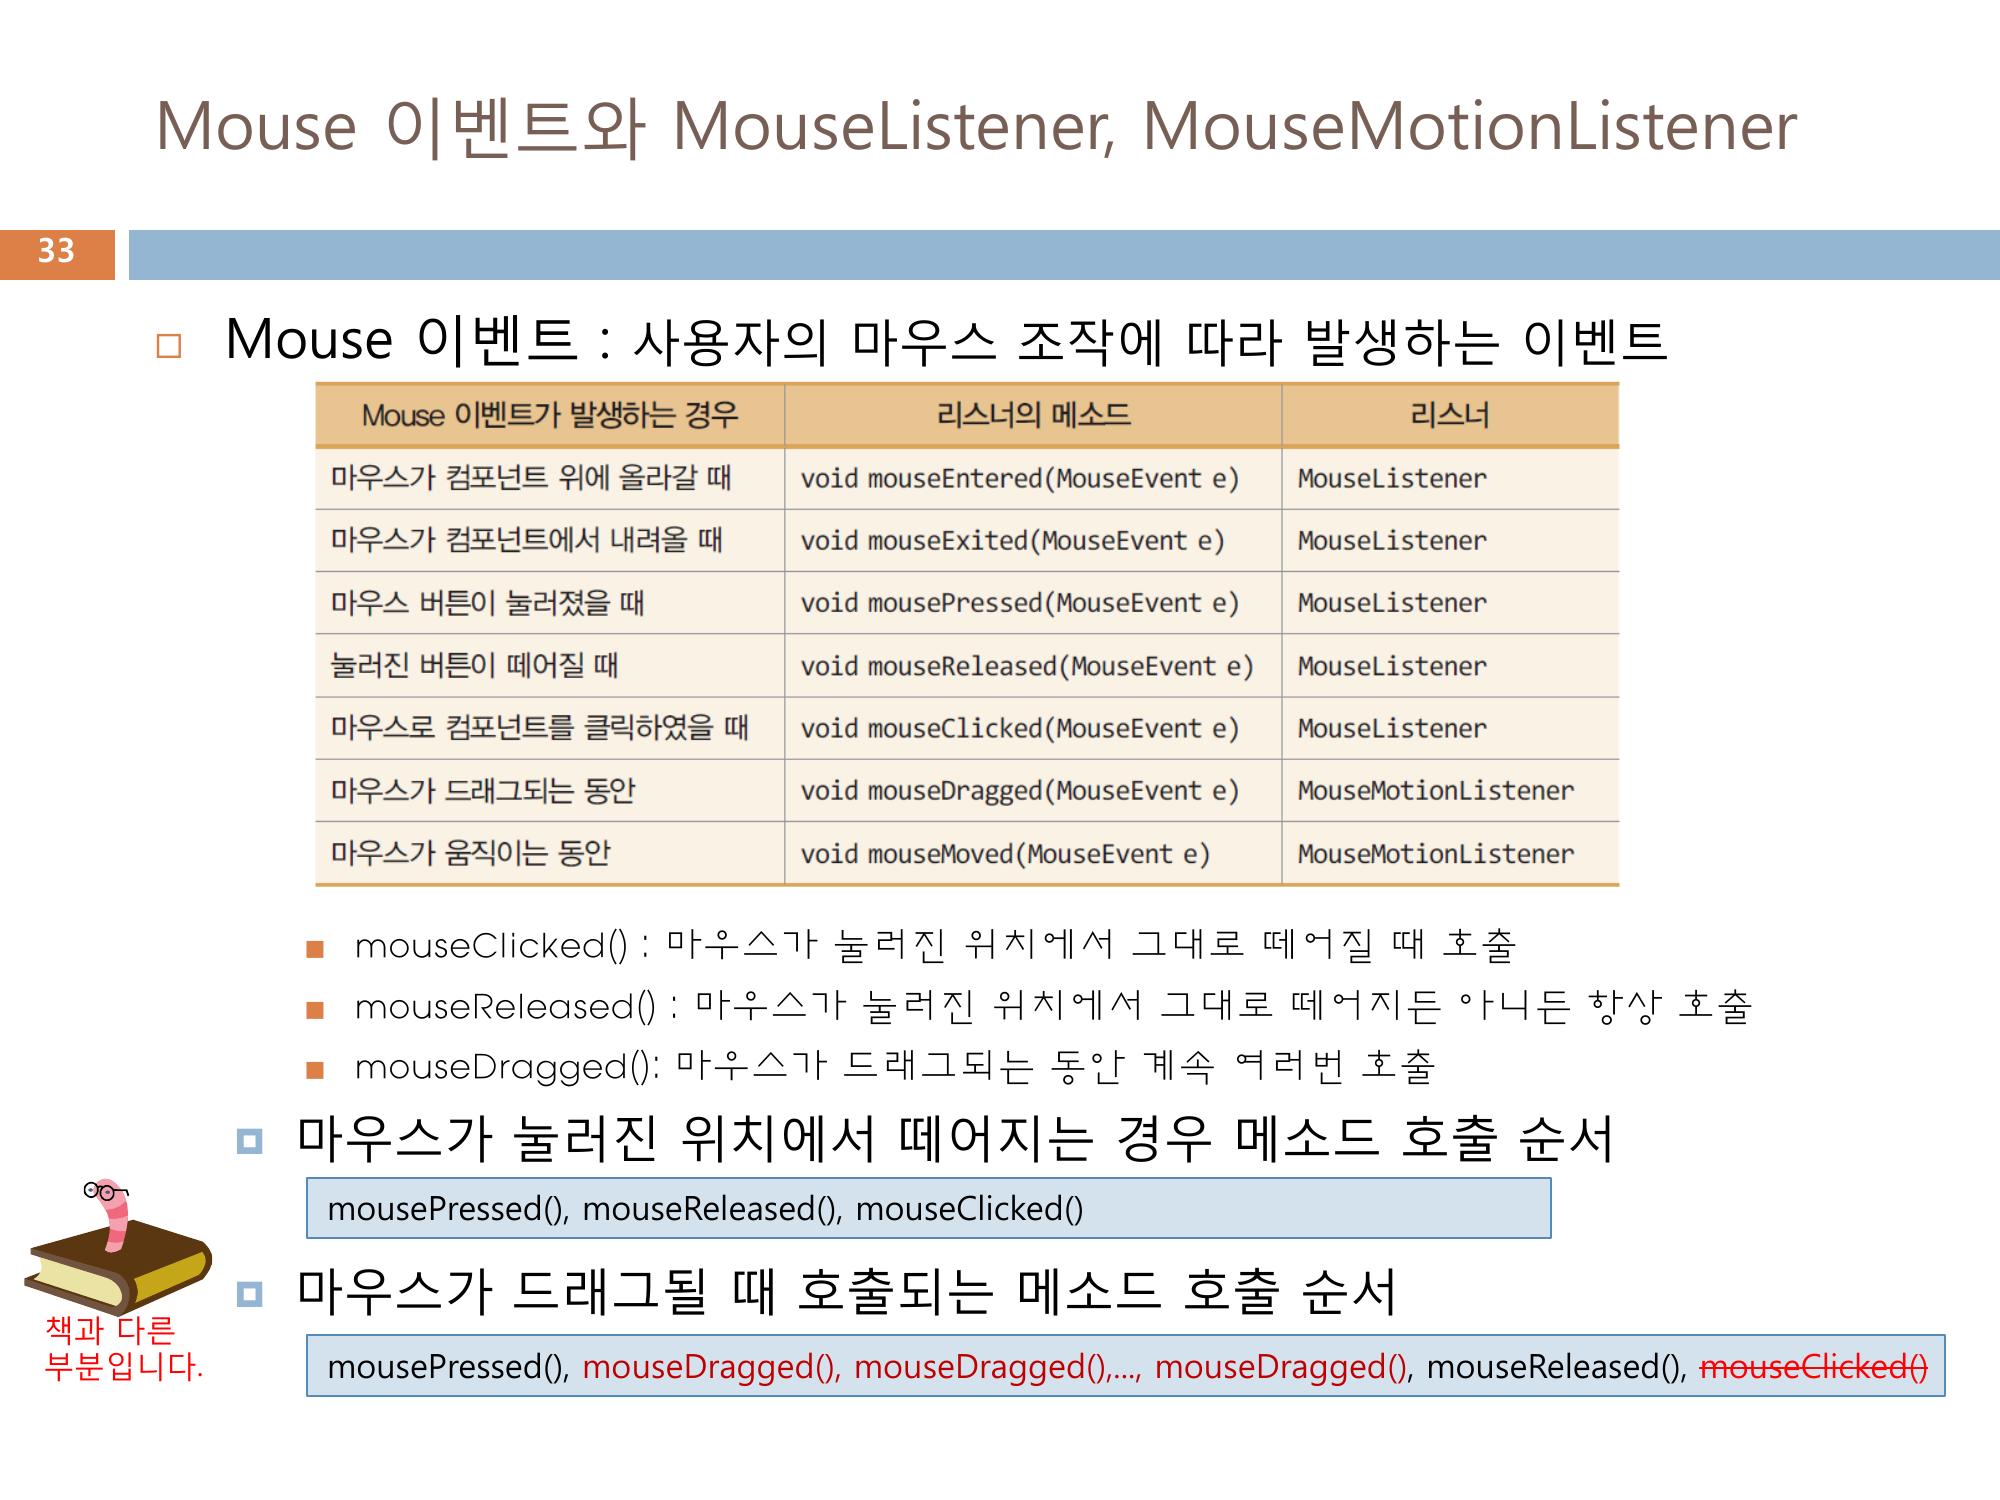 Mouse 이벤트와 MouseListener, MouseMotionListener
33
Mouse 이벤트 : 사용자의 마우스 조작에 따라 발생하는 이벤트
Mouse 이벤트가 발생하는 경우 리스너의 메소드 리스너
마우스가 컴포넌트 위에 올라갈 때 void mouseEntered(MouseEvent e) MouseListener
마우스가 컴포넌트에서 내려올 때 void mouseExited(MouseEvent e) MouseListener
마우스 버튼이 눌러졌을 때 void mousePressed(MouseEvent e) MouseListener
눌러진 버튼이 떼어질 때 void mouseReleased(MouseEvent e) MouseListener
마우스로 컴포넌트를 클릭하였을 때 void mouseClicked(MouseEvent e) MouseListener
마우스가 드래그되는 동안 void mouseDragged(MouseEvent e) MouseMotionListener
마우스가 움직이는 동안 void mouseMoved(MouseEvent e) MouseMotionListener
mouseClicked() : 마우스가 눌러진 위치에서 그대로 떼어질 때 호출
mouseReleased() : 마우스가 눌러진 위치에서 그대로 떼어지든 아니든 항상 호출
mouseDragged(): 마우스가 드래그되는 동안 계속 여러번 호출
마우스가 눌러진 위치에서 떼어지는 경우 메소드 호출 순서
mousePressed(), mouseReleased(), mouseClicked()
마우스가 드래그될 때 호출되는 메소드 호출 순서
책과 다른
부분입니다.
mousePressed(), mouseDragged(), mouseDragged(),..., mouseDragged(), mouseReleased(), mouseClicked()